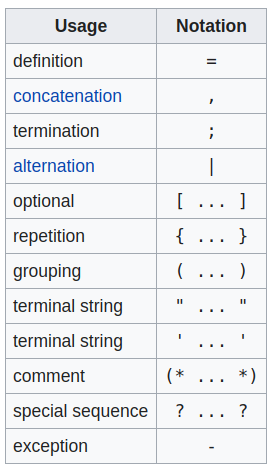 Usage Notation
definition =
concatenation ,
termination ;
alternation |
optional [ ... ]
repetition { ... }
grouping ( ... )
terminal string " ... "
terminal string ' ... '
comment (* ... *)
special sequence ? ... ?
exception -